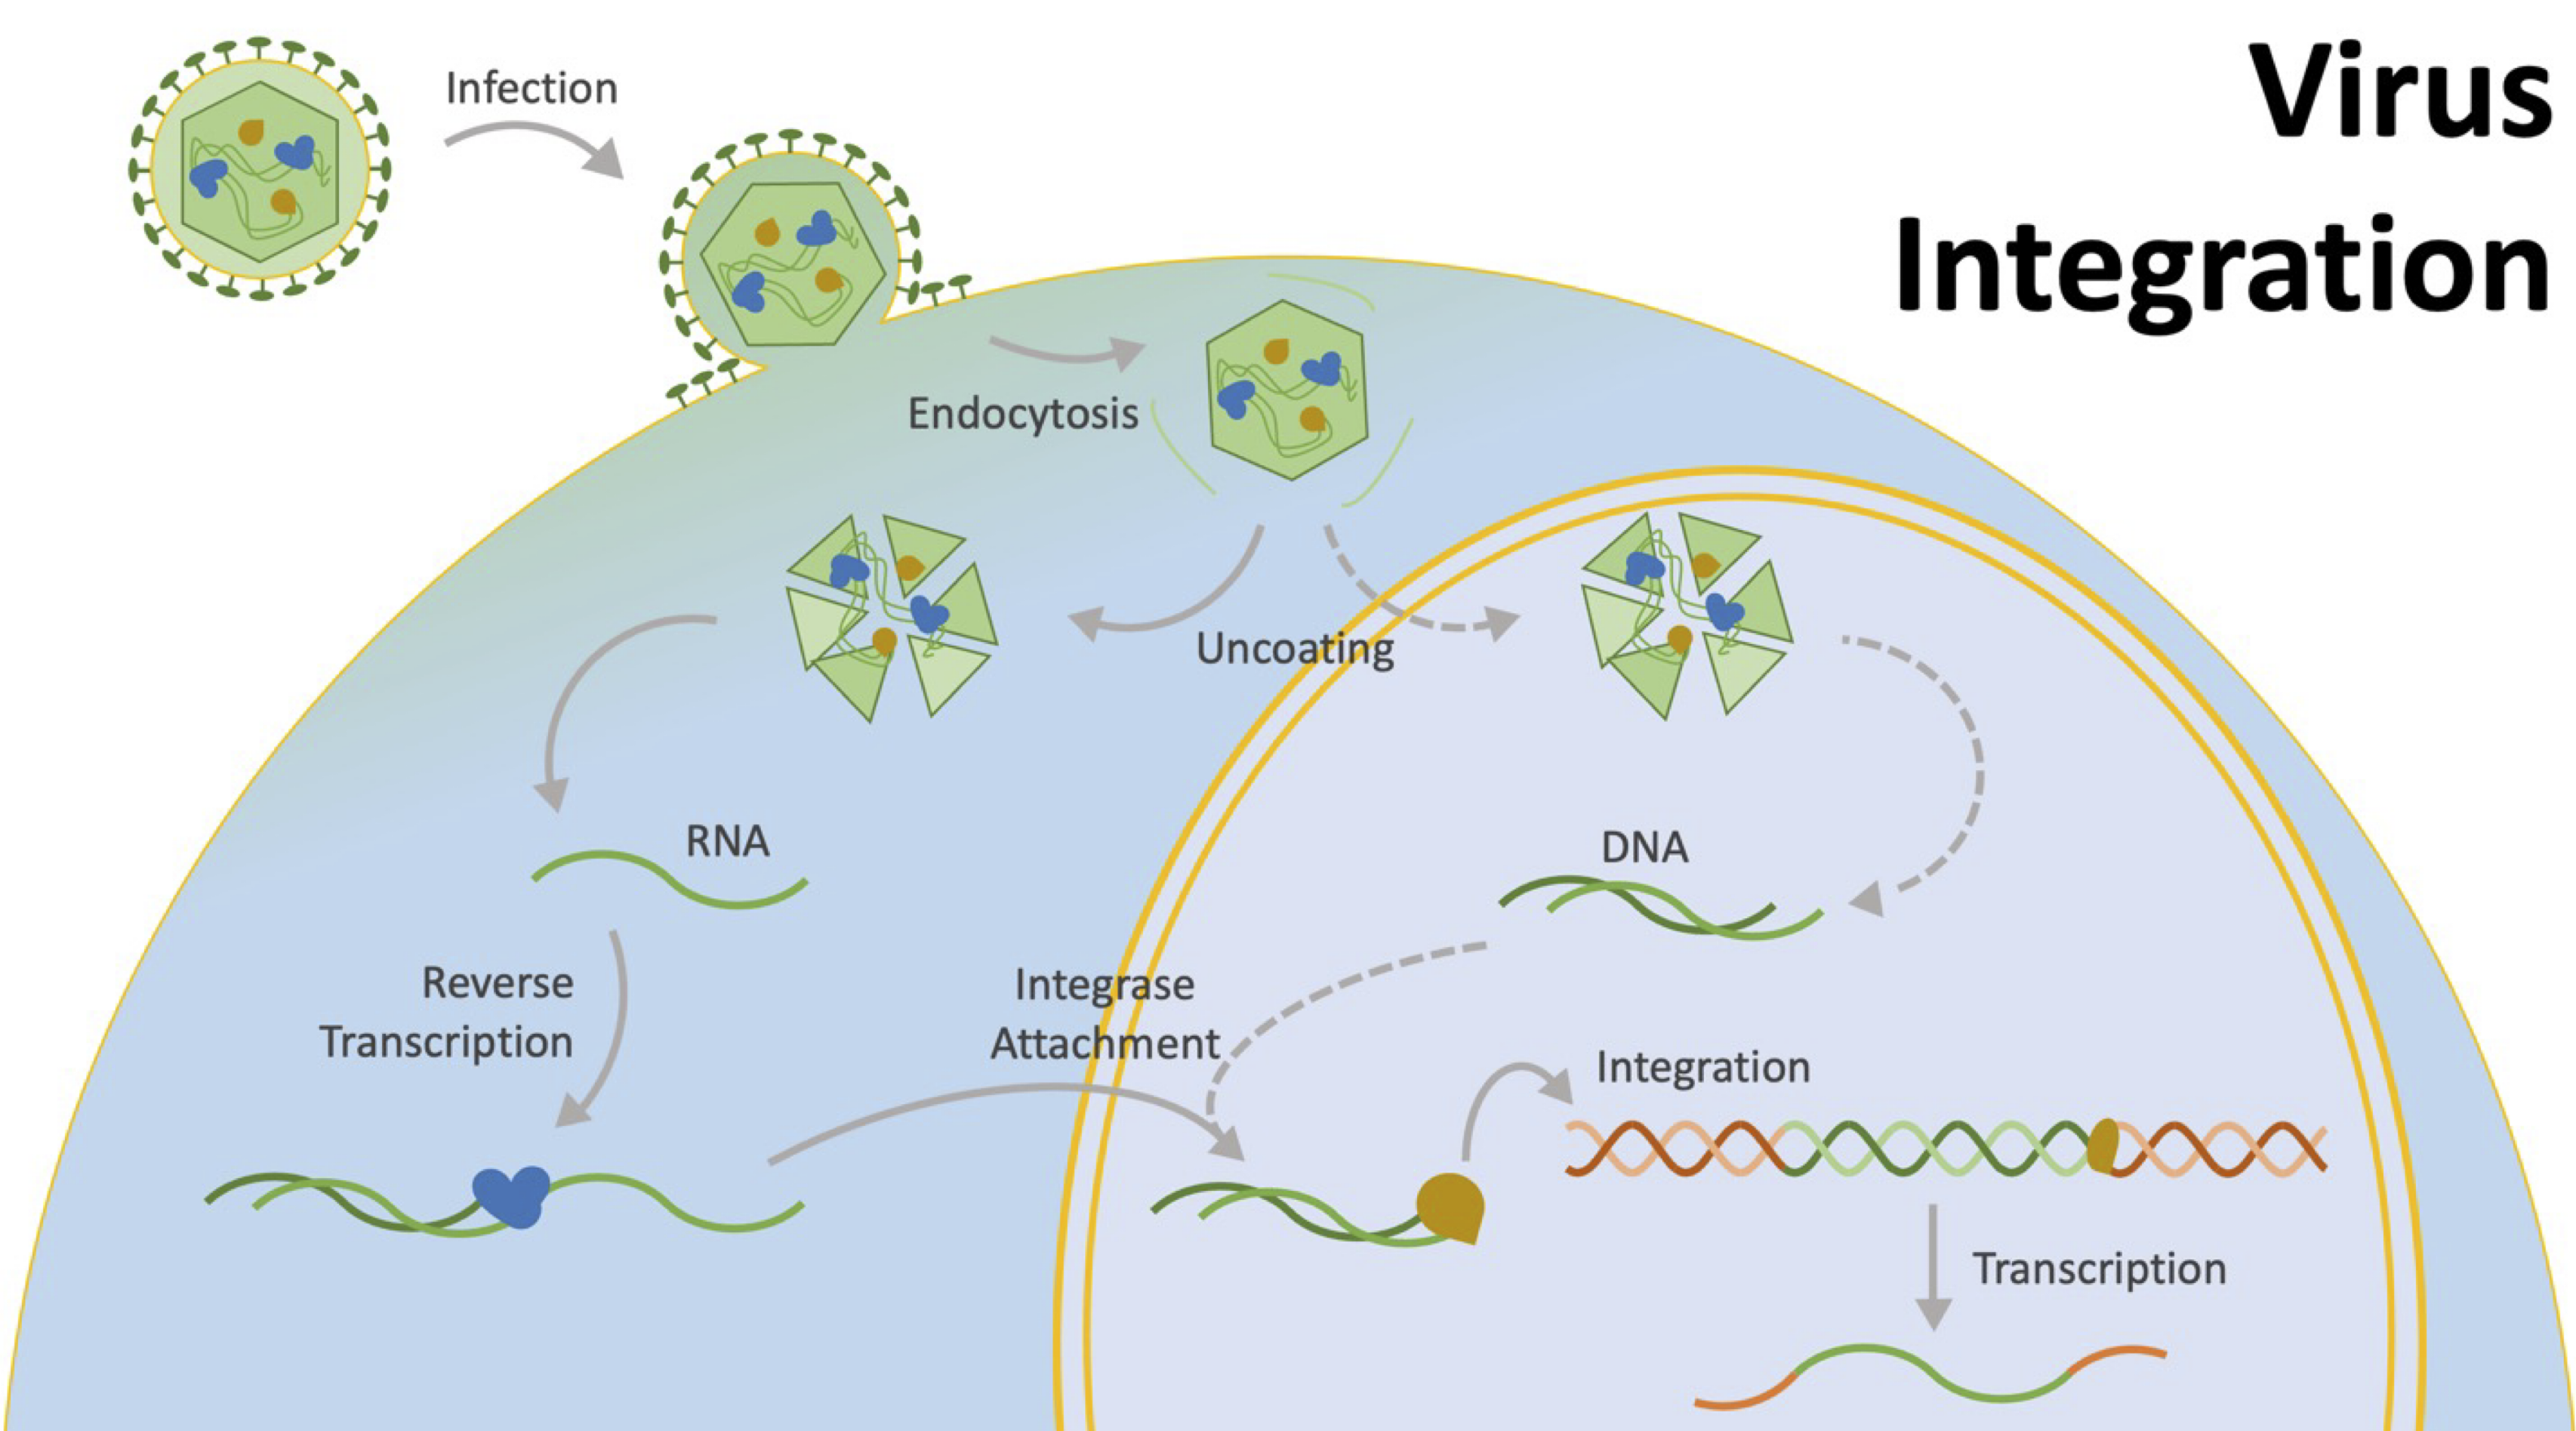 Virus
Integration
Infection
Endocytosis
Uncoating
RNA
DNA
Reverse
Transcription
Integrase
Attachment
Integration
Transcription